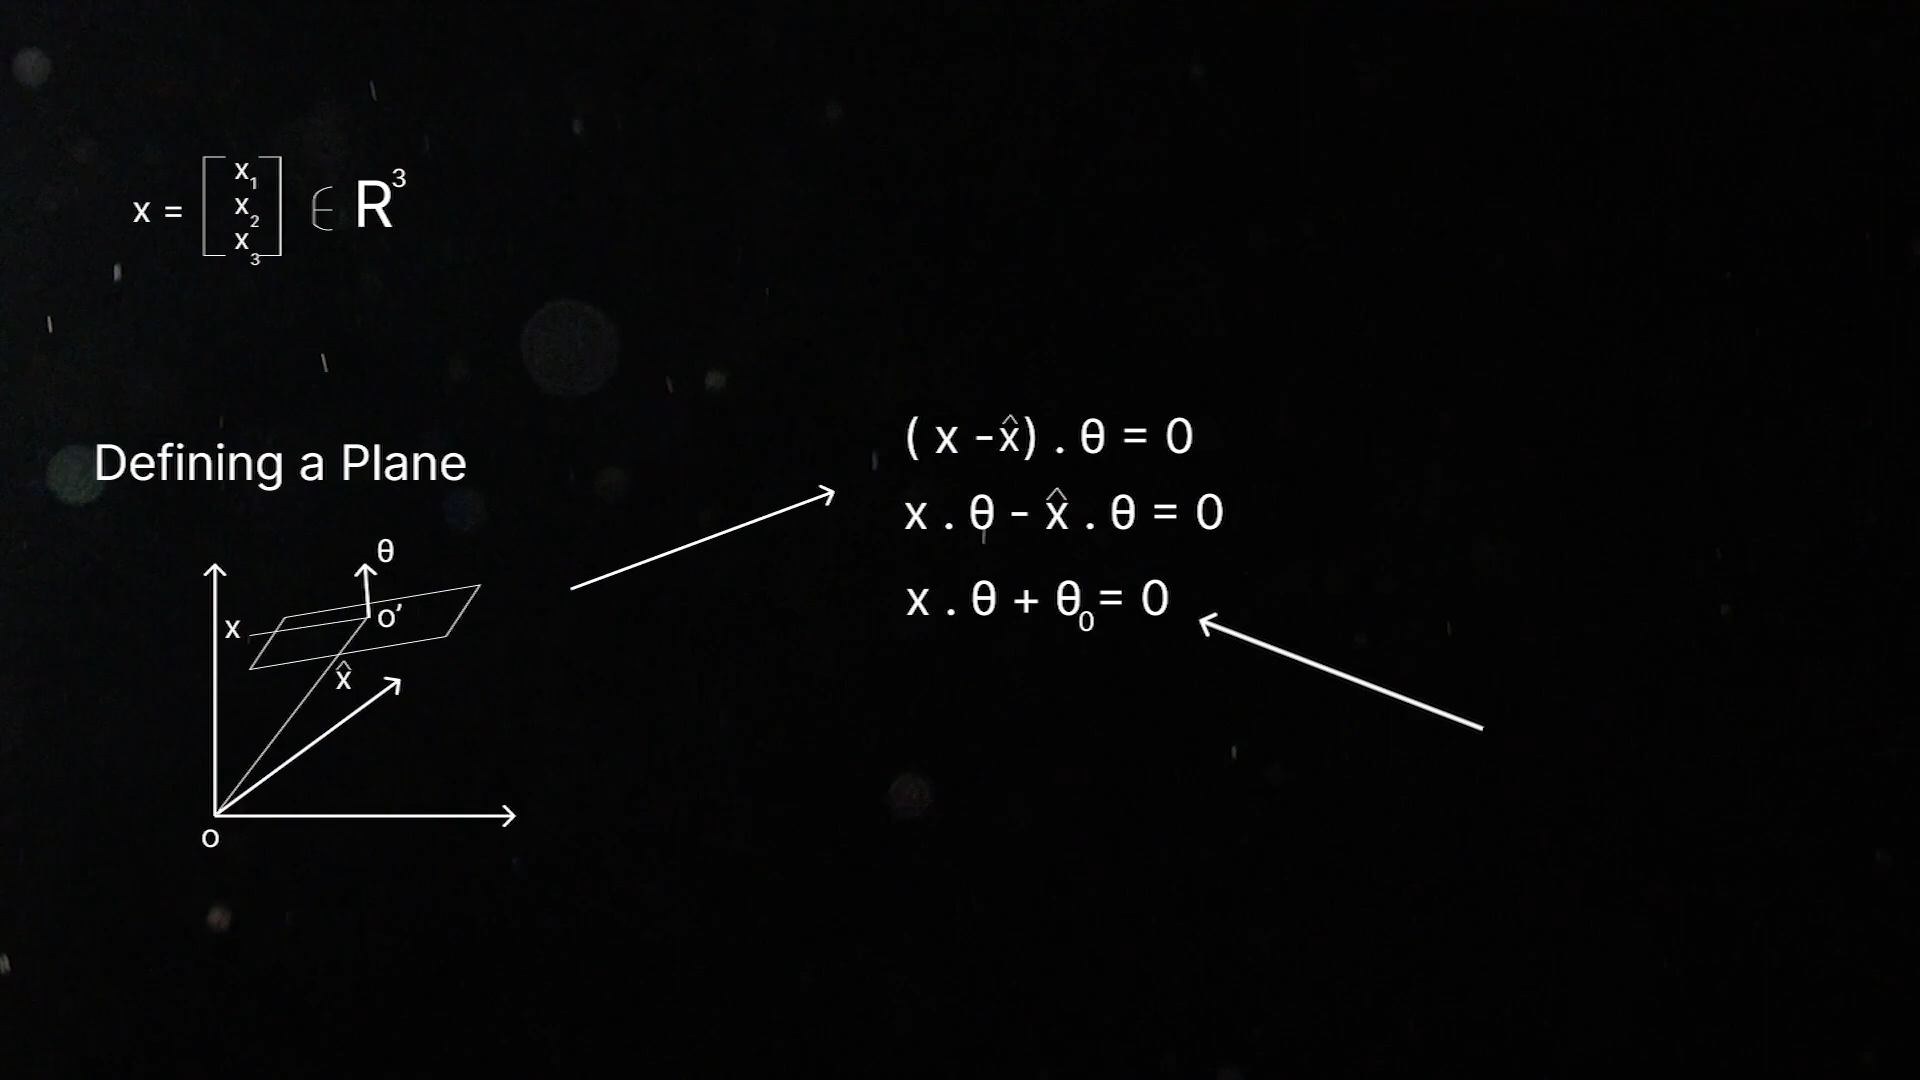 x = [ x₁ x₂ x₃ ] ∈ R³
Defining a Plane
θ
o’
x
x̂
o
( x - x̂ ) . θ = 0
x . θ - x̂ . θ = 0
x . θ + θ₀ = 0